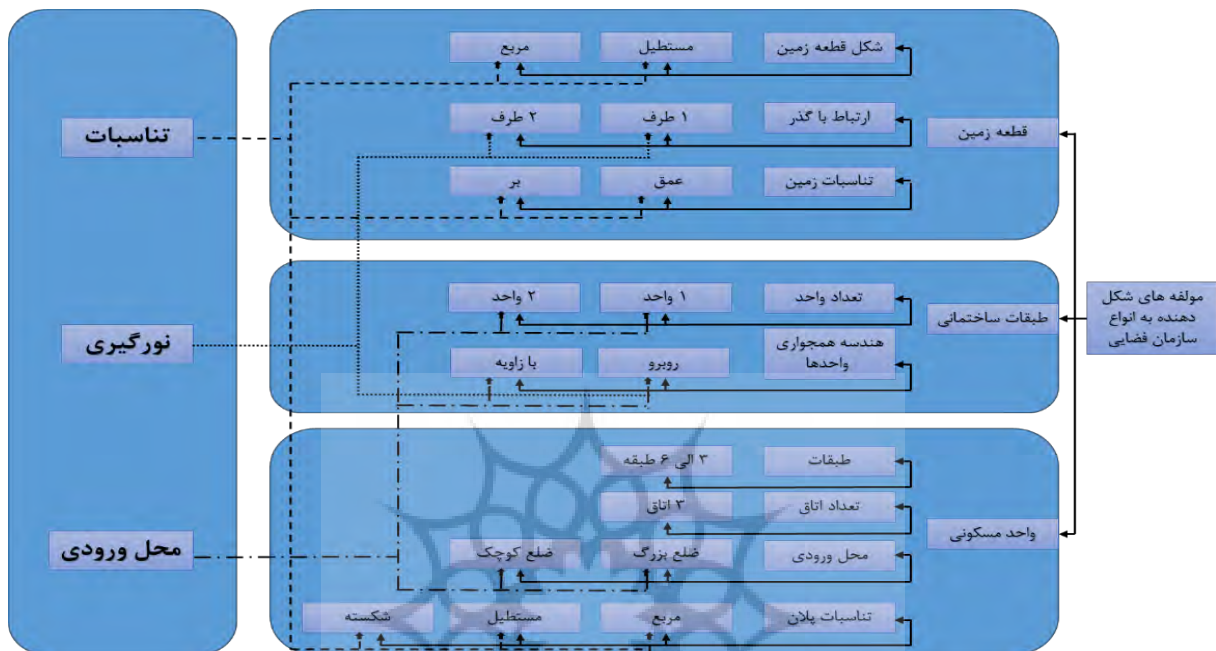 مولفه های شکل
دهنده به انواع
سازمان فضایی
قطعه زمین
شکل قطعه زمین
مستطیل
مربع
ارتباط با گذر
۱ طرف
۲ طرف
تناسبات زمین
عمق
بر
طبقات ساختمانی
تعداد واحد
۱ واحد
۲ واحد
هندسه همجواری
واحدها
روبرو
با زاویه
واحد مسکونی
طبقات
۳ الی ۶ طبقه
تعداد اتاق
۳ اتاق
محل ورودی
ضلع بزرگ
ضلع کوچک
تناسبات پلان
مربع
مستطیل
شکسته
تناسبات
نورگیری
محل ورودی